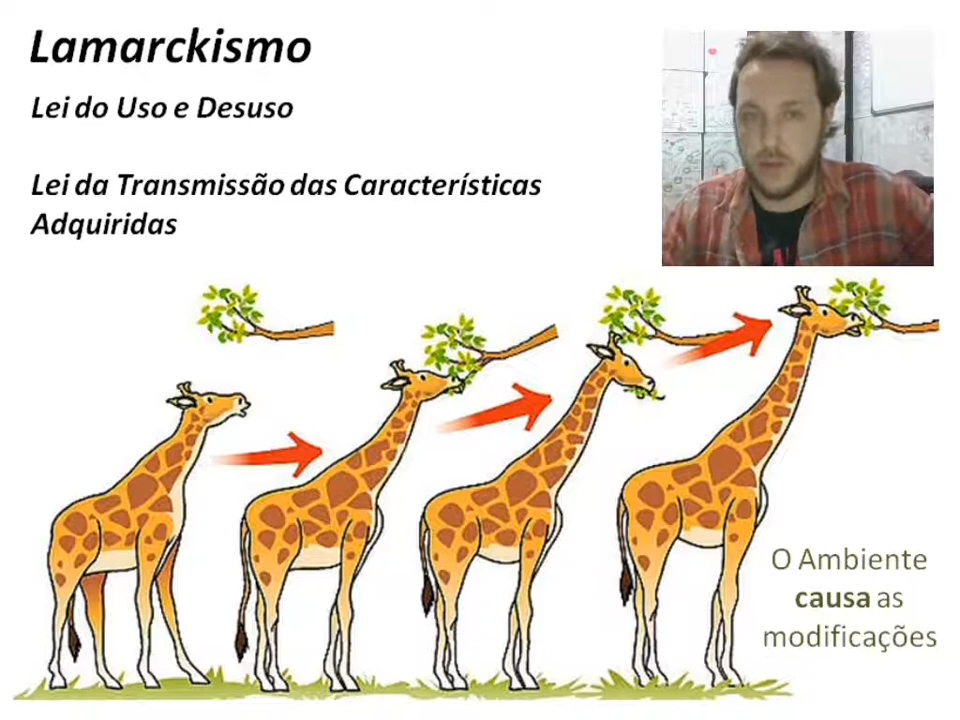 Lamarckismo
Lei do Uso e Desuso
Lei da Transmissão das Características
Adquiridas
O Ambiente
causa as
modificações